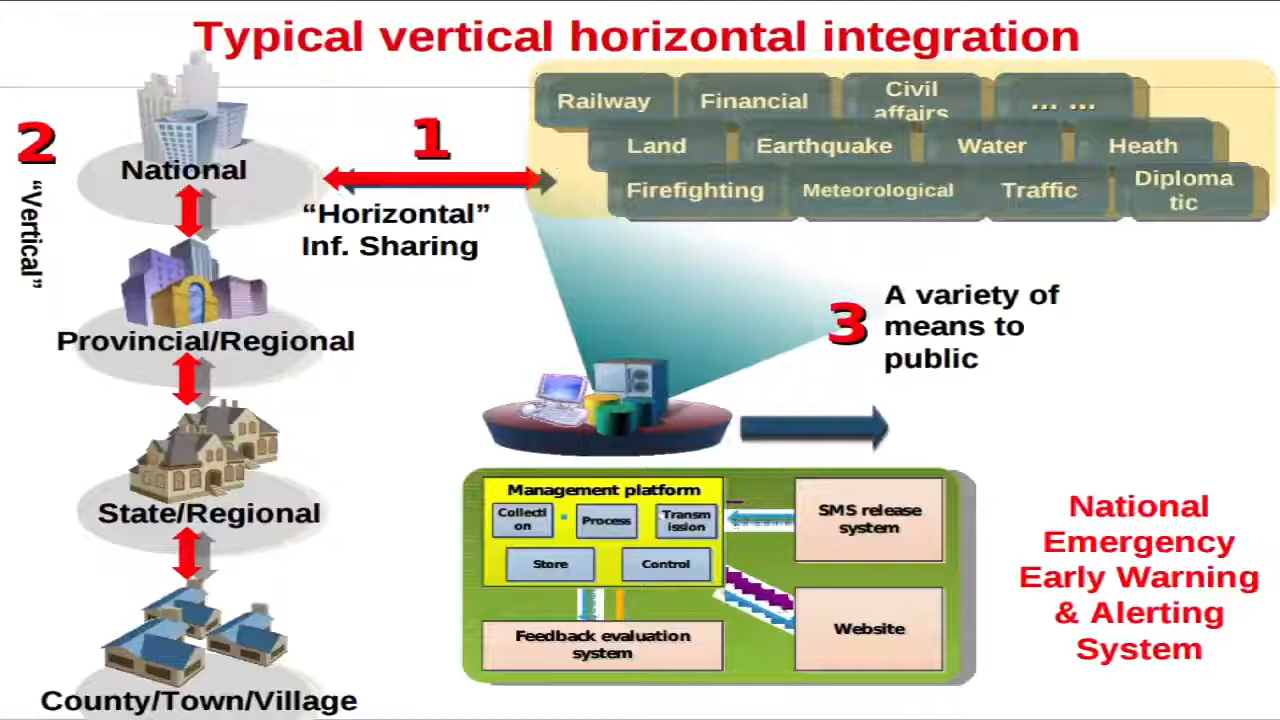 Typical vertical horizontal integration
Railway
Financial
Civil
affairs
... ...
Land
Earthquake
Water
Heath
Firefighting
Meteorological
Traffic
Diploma
tic
2
"Vertical"
National
1
"Horizontal"
Inf. Sharing
Provincial/Regional
3
A variety of
means to
public
State/Regional
County/Town/Village
Management platform
Collecti
on
Process
Transm
ission
Store
Control
SMS release
system
Feedback evaluation
system
Website
National
Emergency
Early Warning
& Alerting
System